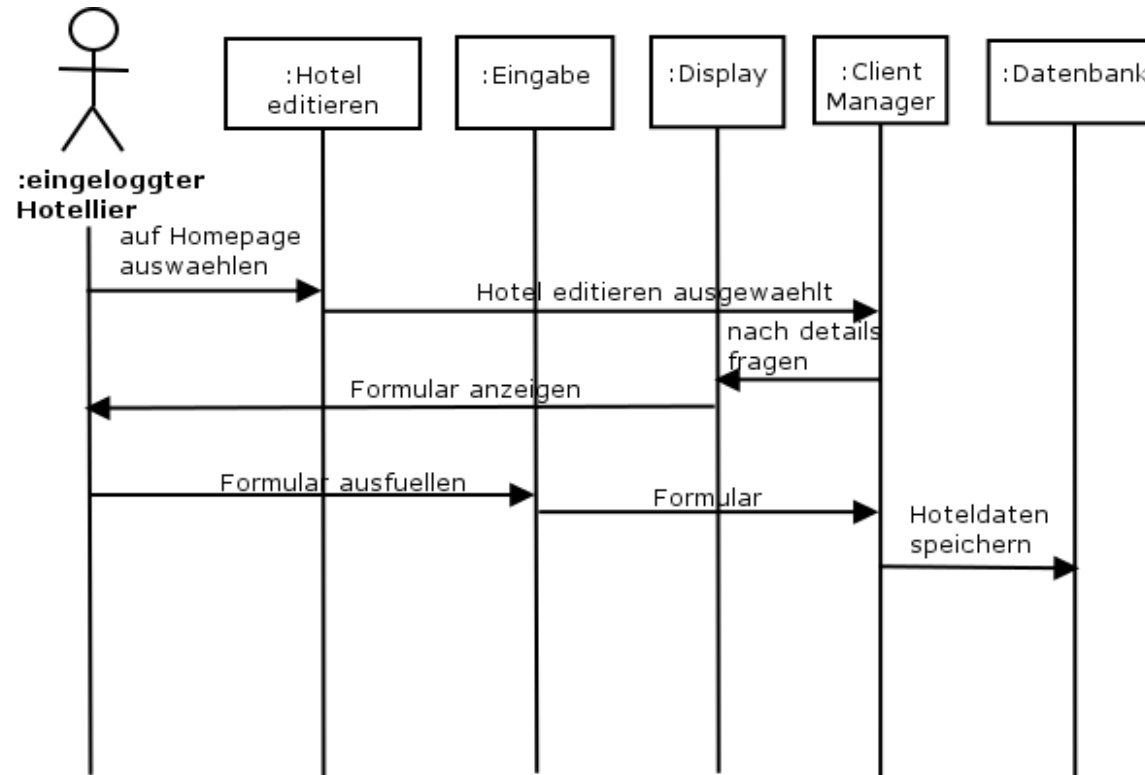 :Hotel
editieren
:Eingabe
:Display
:Client
Manager
:Datenbank
:eingeloggter
Hotellier
auf Homepage
auswaehlen
Hotel editieren ausgewaehlt
nach details
fragen
Formular anzeigen
Formular ausfuellen
Formular
Hoteldaten
speichern